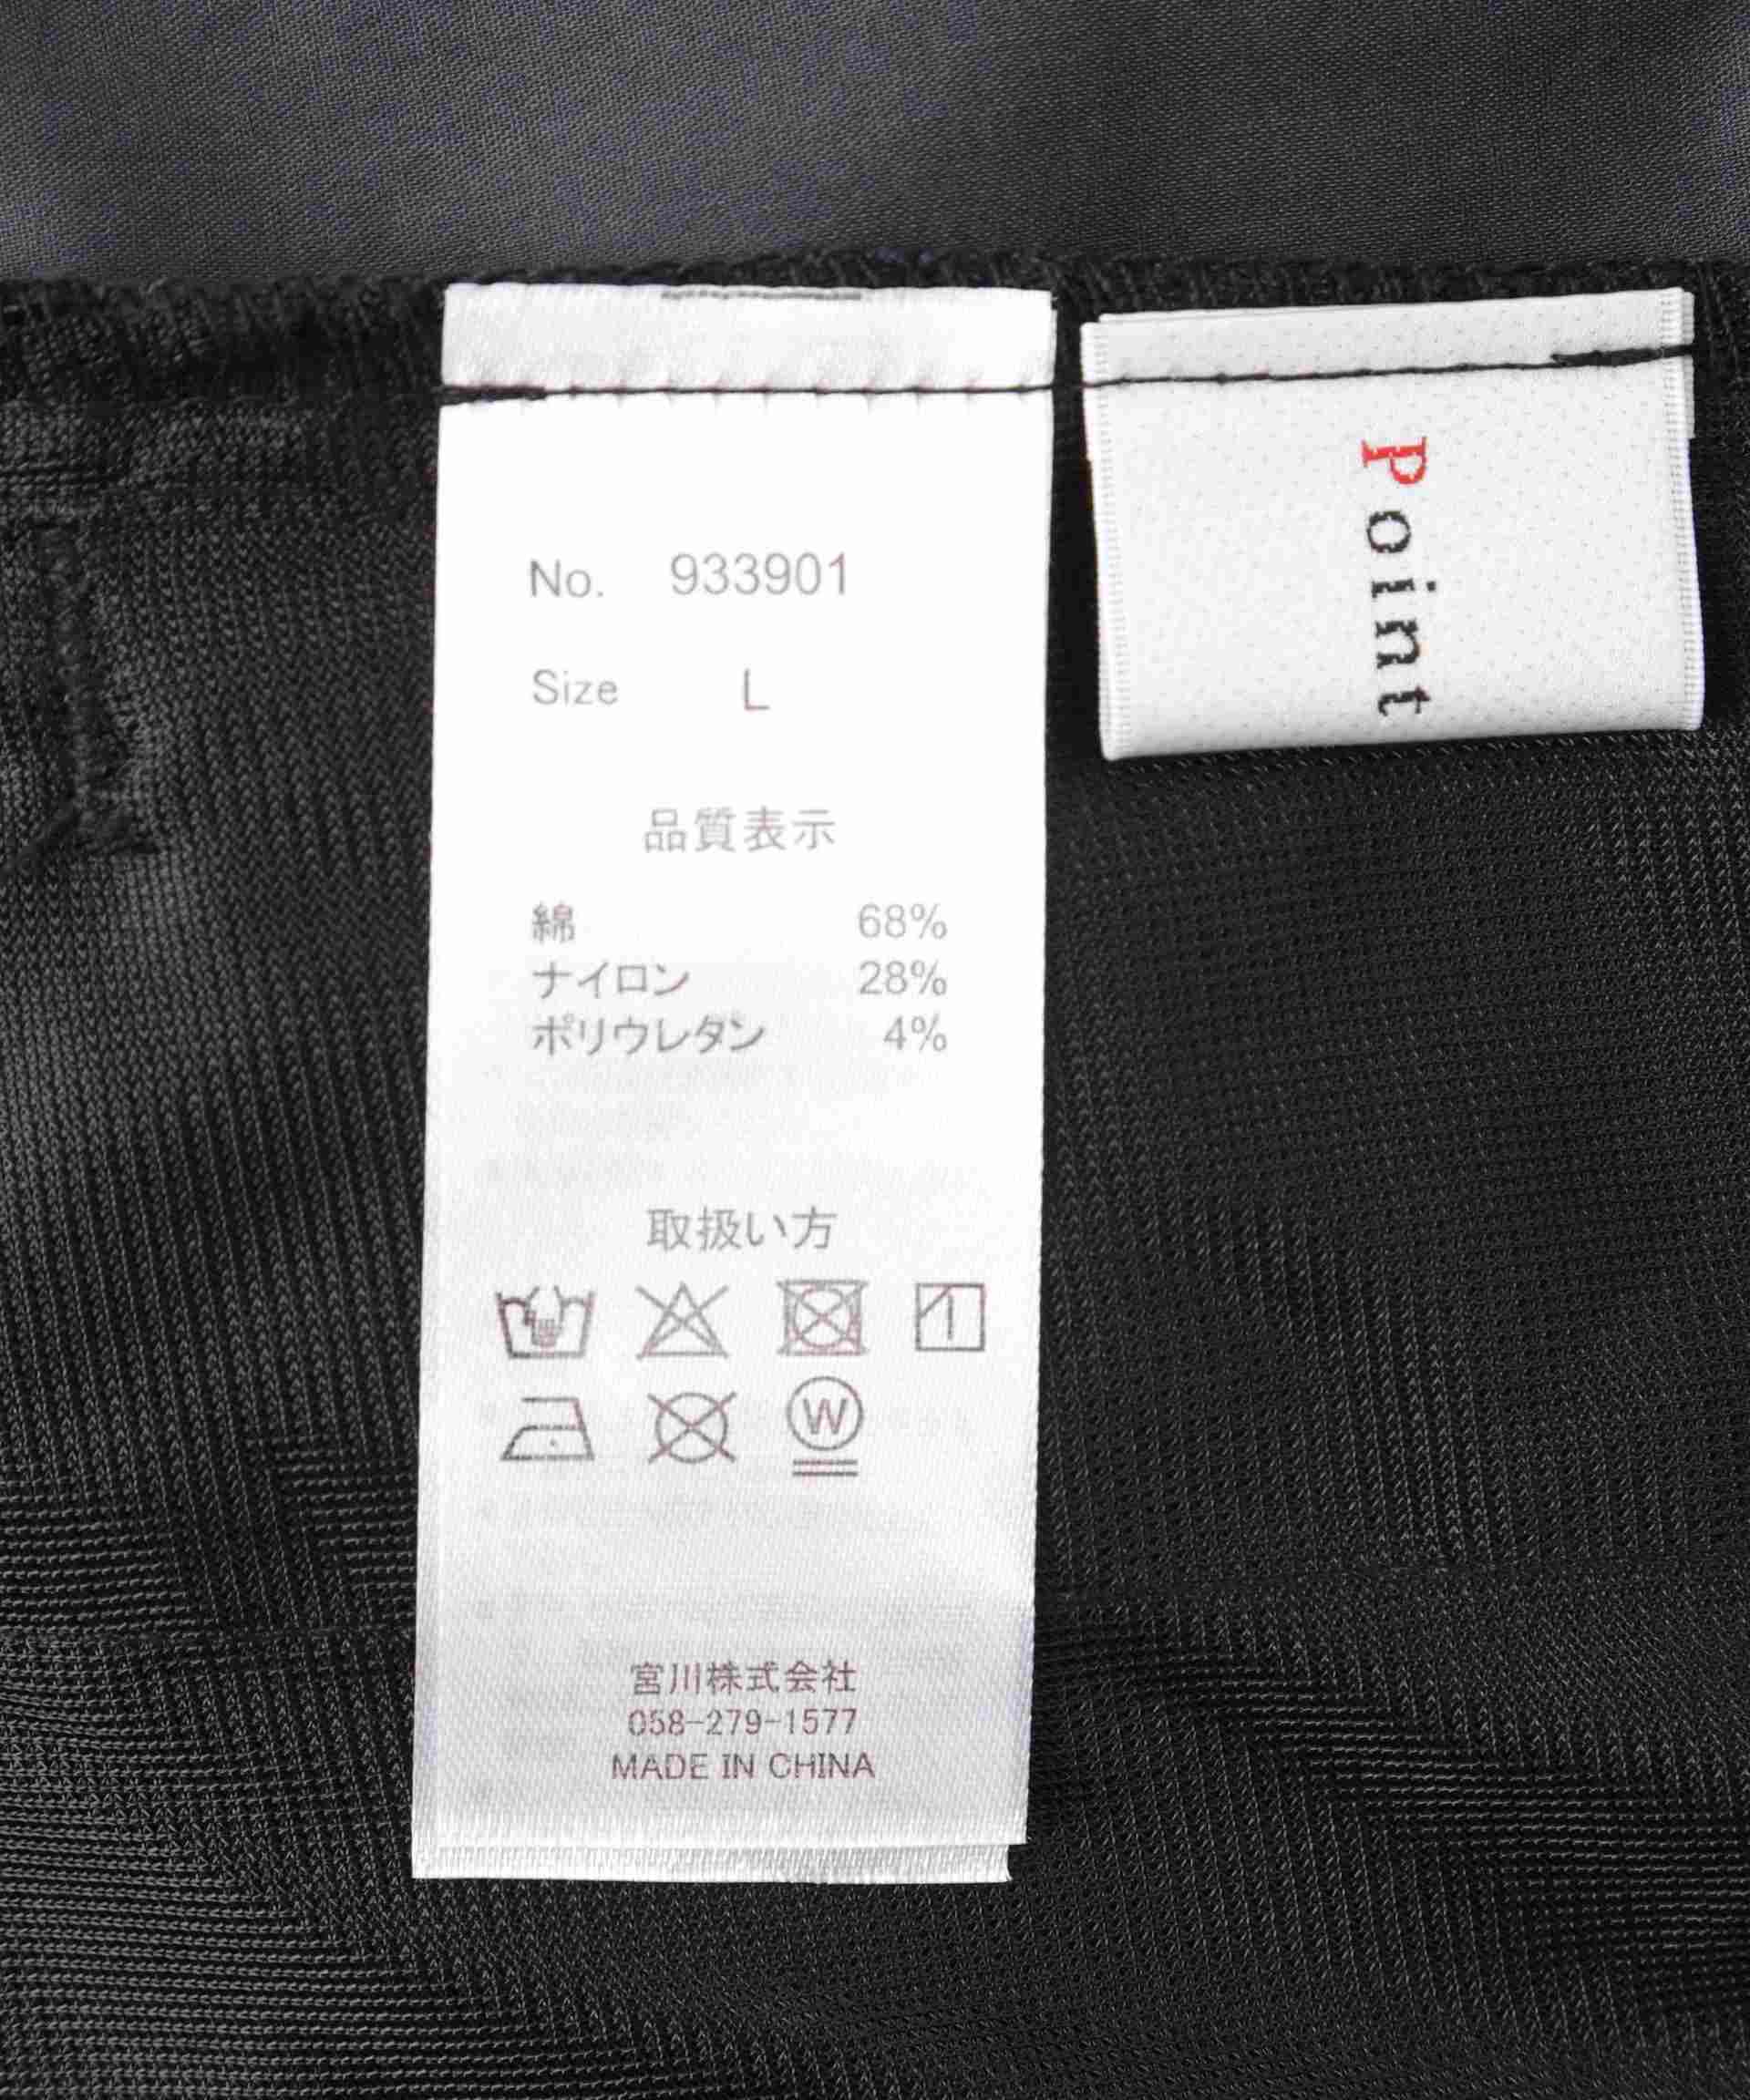 No. 933901
Size L
品質表示
綿 68%
ナイロン 28%
ポリウレタン 4%
取扱い方
W
宮川株式会社
058-279-1577
MADE IN CHINA
Point